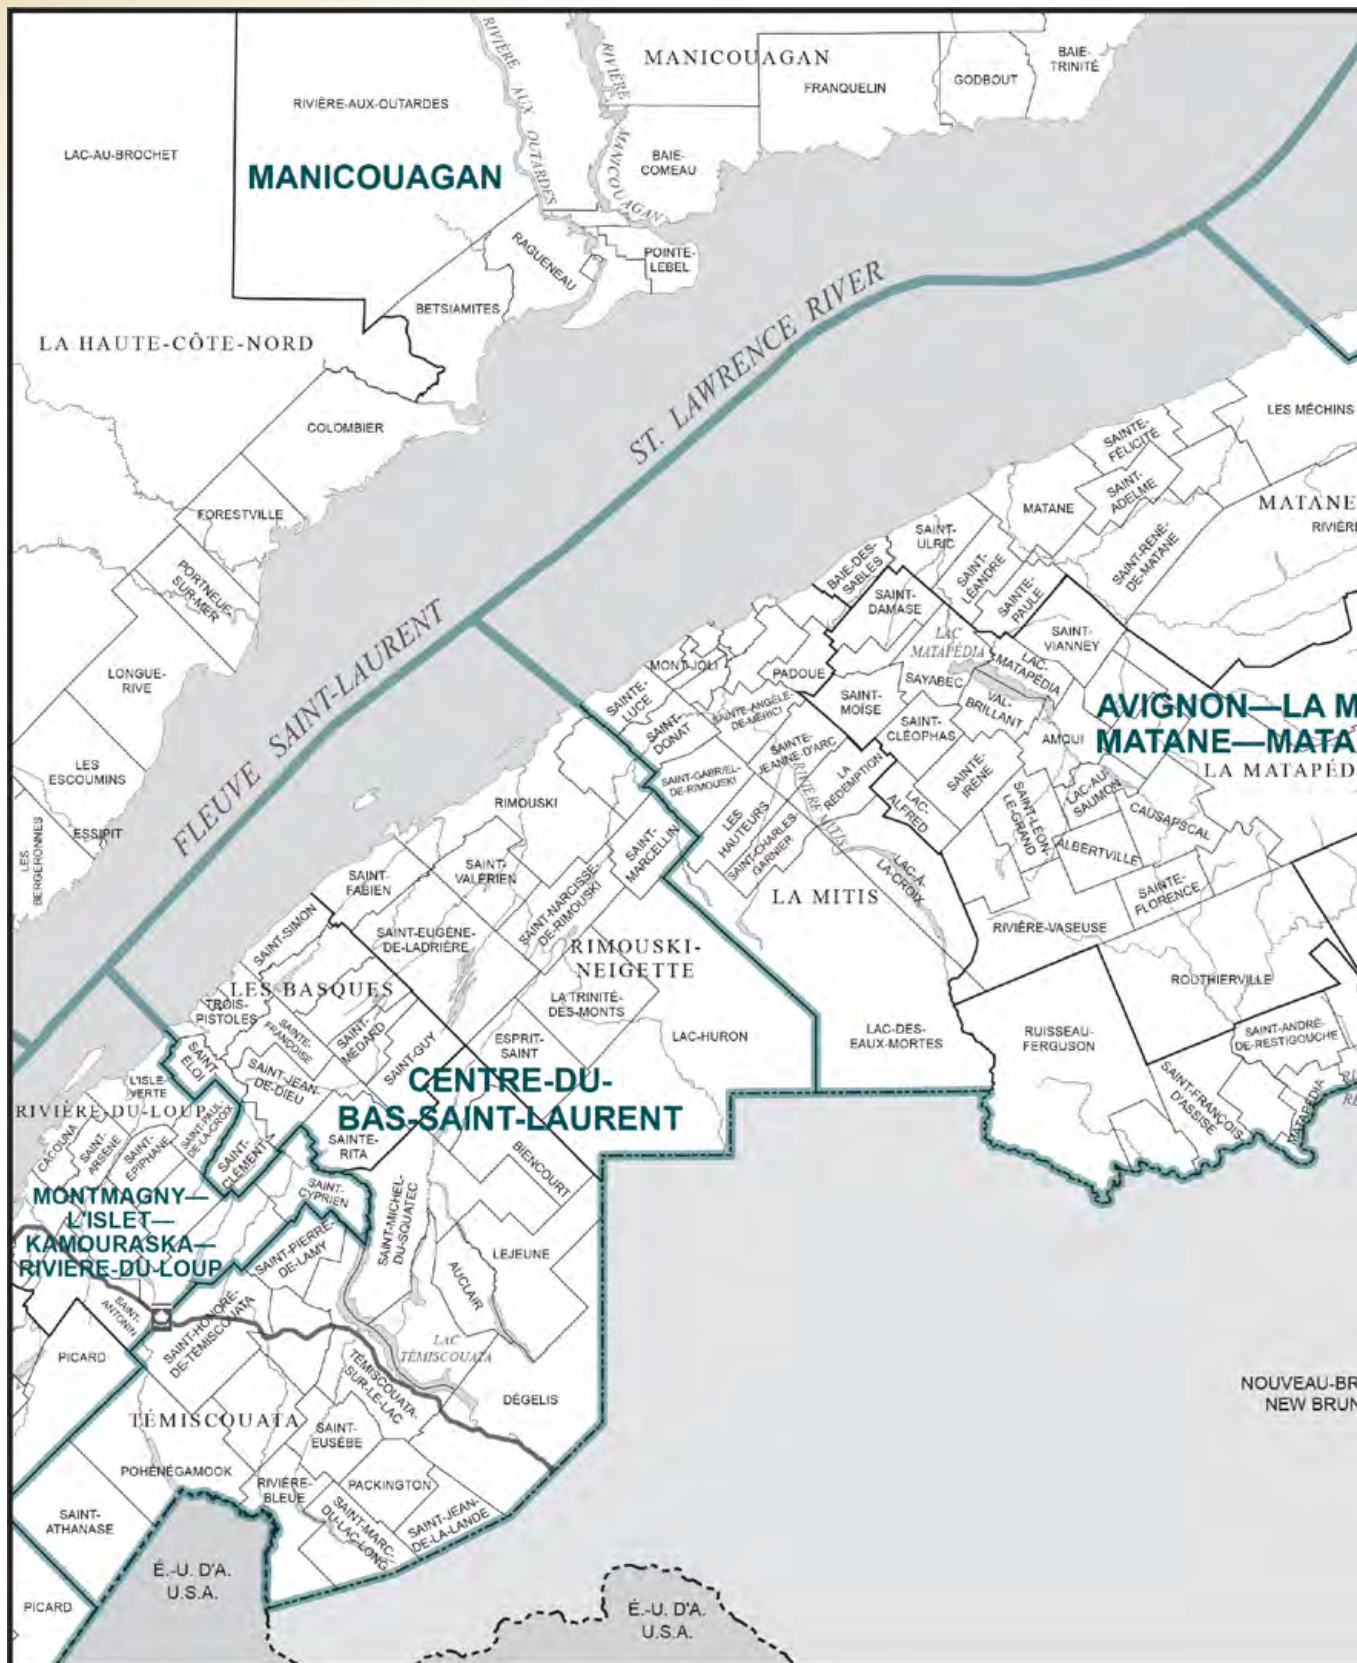 RIVIÈRE AUX OUTARDES
RIVIÈRE MANICOUAGAN
MANICOUAGAN
FRANQUELIN
GODBOUT
BAIE-
TRINITÉ
RIVIÈRE-AUX-OUTARDES
LAC-AU-BROCHET
MANICOUAGAN
BAIE-
COMEAU
RAGUENEAU
POINTE-
LEBEL
BETSIAMITES
LA HAUTE-CÔTE-NORD
COLOMBIER
FORESTVILLE
PORTNEUF-
SUR-MER
LONGUE-
RIVE
LES
ESCOUMINS
ESSIPIT
LES
BERGERONNES
FLEUVE SAINT-LAURENT
ST. LAWRENCE RIVER
LES MÉCHINS
SAINTE-
FÉLICITÉ
SAINT-
ADELME
MATANE
MATANE
RIVIÈRE
SAINT-RENÉ-
DE-MATANE
SAINT-
ULRIC
SAINT-
LÉANDRE
SAINTE-
PAULE
BAIE-DES-
SABLES
SAINT-
DAMASE
LAC
MATAPÉDIA
LAC-
MATAPÉDIA
SAINT-
VIANNEY
MONT-JOLI
PADOUE
SAYABEC
VAL-
BRILLANT
SAINTE-
LUCE
SAINT-
DONAT
SAINTE-ANGÈLE-
DE-MÉRICI
SAINT-
MOÏSE
SAINT-
CLÉOPHAS
AMQUI
AVIGNON—LA M
MATANE—MATA
LA MATAPÉD
SAINT-GABRIEL-
DE-RIMOUSKI
SAINTE-
JEANNE-D'ARC
LA
RÉDEMPTION
RIVIÈRE MITIS
SAINTE-
IRÈNE
LAC-
ALFRED
LAC-AU-
SAUMON
CAUSAPSCAL
SAINT-LÉON-
LE-GRAND
ALBERTVILLE
LES
HAUTEURS
SAINT-CHARLES-
GARNIER
LAC-À-
LA-CROIX
SAINTE-
FLORENCE
LA MITIS
RIVIÈRE-VASEUSE
ROUTHIERVILLE
RIMOUSKI
SAINT-
MARCELLIN
SAINT-
VALÉRIEN
SAINT-
FABIEN
SAINT-NARCISSE-
DE-RIMOUSKI
SAINT-EUGÈNE-
DE-LADRIÈRE
SAINT-SIMON
RIMOUSKI-
NEIGETTE
LES BASQUES
TROIS-
PISTOLES
LA TRINITÉ-
DES-MONTS
SAINTE-
FRANÇOISE
SAINT-
MÉDARD
SAINT-GUY
ESPRIT-
SAINT
LAC-HURON
LAC-DES-
EAUX-MORTES
RUISSEAU-
FERGUSON
SAINT-ANDRÉ-
DE-RESTIGOUCHE
SAINT-FRANÇOIS-
D'ASSISE
MATAPÉDIA
SAINT-
ÉLOI
SAINT-JEAN-
DE-DIEU
CENTRE-DU-
BAS-SAINT-LAURENT
L'ISLE-
VERTE
RIVIÈRE-DU-LOUP
SAINT-PAUL-
DE-LA-CROIX
CACOUNA
SAINT-
ARSÈNE
SAINT-
ÉPIPHANE
SAINT-
CLÉMENT
SAINTE-
RITA
BIENCOURT
SAINT-
CYPRIEN
SAINT-MICHEL-
DU-SQUATEC
MONTMAGNY—
L'ISLET—
KAMOURASKA—
RIVIÈRE-DU-LOUP
SAINT-PIERRE-
DE-LAMY
LEJEUNE
AUCLAIR
SAINT-
ANTONIN
SAINT-HONORÉ-
DE-TÉMISCOUATA
LAC
TÉMISCOUATA
PICARD
TÉMISCOUATA-
SUR-LE-LAC
DÉGELIS
TÉMISCOUATA
SAINT-
EUSÈBE
POHÉNÉGAMOOK
RIVIÈRE-
BLEUE
PACKINGTON
SAINT-MARC-
DU-LAC-LONG
SAINT-JEAN-
DE-LA-LANDE
SAINT-
ATHANASE
PICARD
É.-U. D'A.
U.S.A.
É.-U. D'A.
U.S.A.
NOUVEAU-BR
NEW BRUN